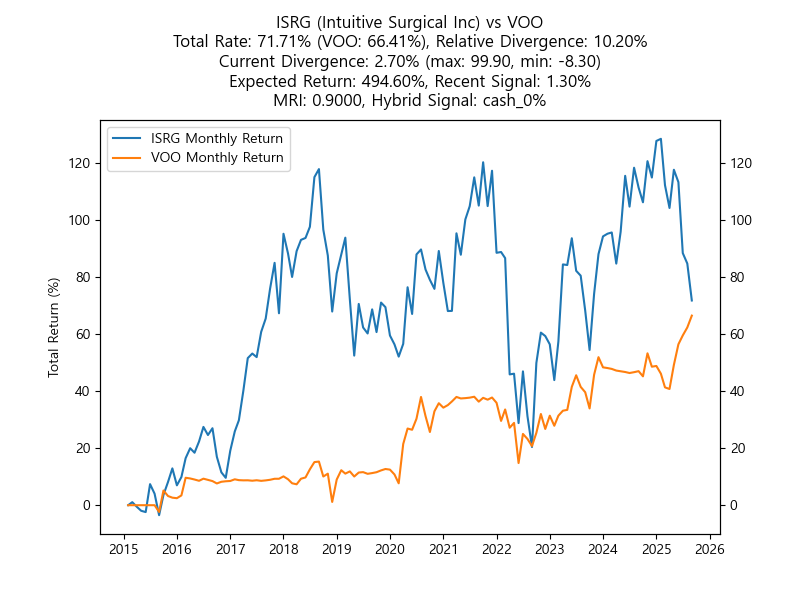 ISRG (Intuitive Surgical Inc) vs VOO
Total Rate: 71.71% (VOO: 66.41%), Relative Divergence: 10.20%
Current Divergence: 2.70% (max: 99.90, min: -8.30)
Expected Return: 494.60%, Recent Signal: 1.30%
MRI: 0.9000, Hybrid Signal: cash_0%
ISRG Monthly Return
VOO Monthly Return
Total Return (%)
120
100
80
60
40
20
0
120
100
80
60
40
20
0
2015 2016 2017 2018 2019 2020 2021 2022 2023 2024 2025 2026